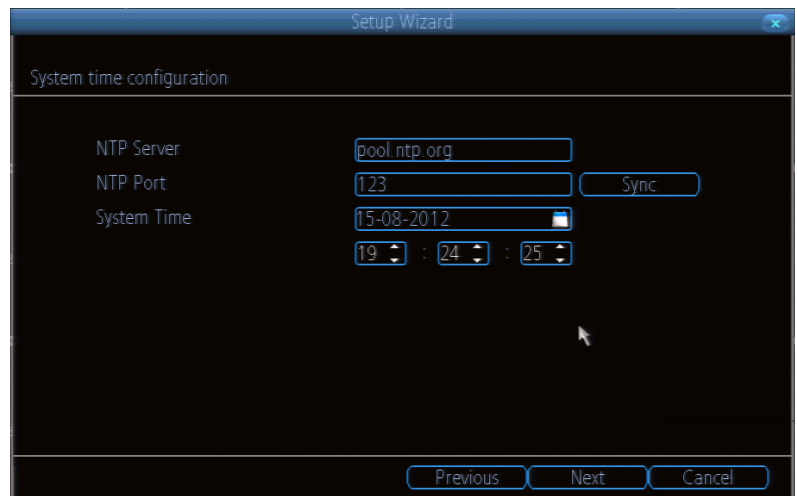 Setup Wizard
System time configuration
NTP Server pool.ntp.org
NTP Port 123 Sync
System Time 15-08-2012
19 : 24 : 25
Previous Next Cancel